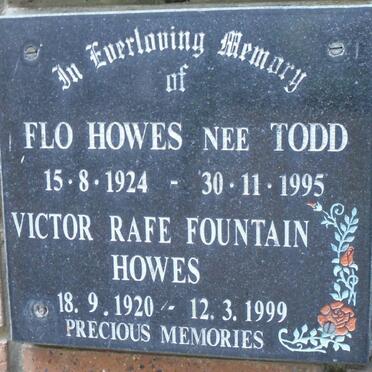 In Everloving Memory
of
FLO HOWES NEE TODD
15·8·1924 - 30·11·1995
VICTOR RAFE FOUNTAIN
HOWES
18.9.1920 - 12.3.1999
PRECIOUS MEMORIES